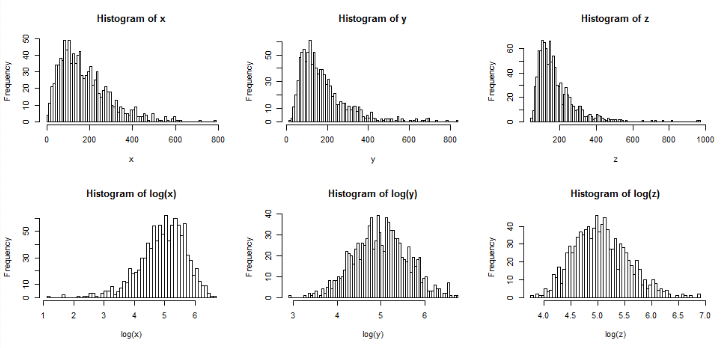 Histogram of x
Histogram of y
Histogram of z
Frequency
0 10 20 30 40 50
0 200 400 600 800
x
Frequency
0 10 20 30 40 50 60
0 200 400 600 800
y
Frequency
0 20 40 60
200 400 600 800 1000
z
Histogram of log(x)
Histogram of log(y)
Histogram of log(z)
Frequency
0 10 30 50
1 2 3 4 5 6
log(x)
Frequency
0 10 20 30 40
3 4 5 6
log(y)
Frequency
0 10 20 30 40
4.0 4.5 5.0 5.5 6.0 6.5 7.0
log(z)